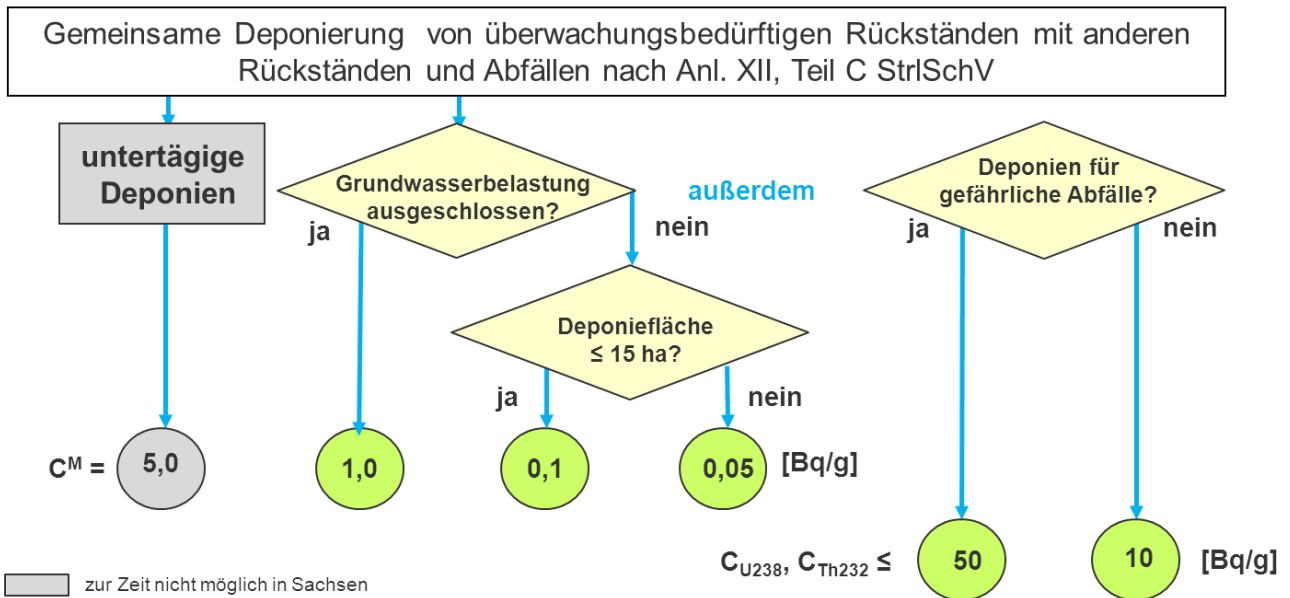 Gemeinsame Deponierung von überwachungsbedürftigen Rückständen mit anderen
Rückständen und Abfällen nach Anl. XII, Teil C StrlSchV
untertägige
Deponien
Grundwasserbelastung
ausgeschlossen?
außerdem
Deponien für
gefährliche Abfälle?
ja
nein
ja
nein
Deponiefläche
≤ 15 ha?
ja
nein
Cᴹ = 5,0 1,0 0,1 0,05 [Bq/g]
C_U238, C_Th232 ≤ 50 10 [Bq/g]
zur Zeit nicht möglich in Sachsen